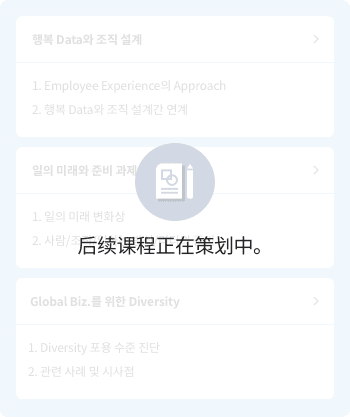 행복 Data와 조직 설계
1. Employee Experience의 Approach
2. 행복 Data와 조직 설계간 연계
일의 미래와 준비 과제
1. 일의 미래 변화상
2. 사람/조
后续课程正在策划中。
Global Biz.를 위한 Diversity
1. Diversity 포용 수준 진단
2. 관련 사례 및 시사점